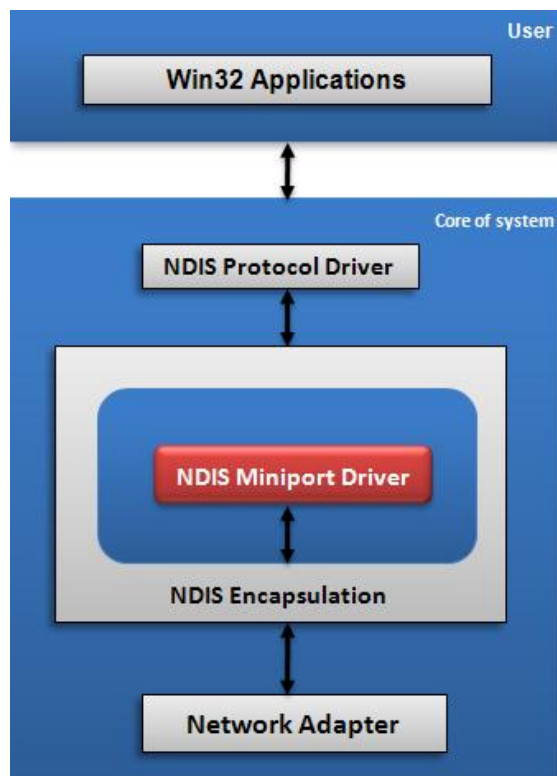 User
Win32 Applications
Core of system
NDIS Protocol Driver
NDIS Miniport Driver
NDIS Encapsulation
Network Adapter